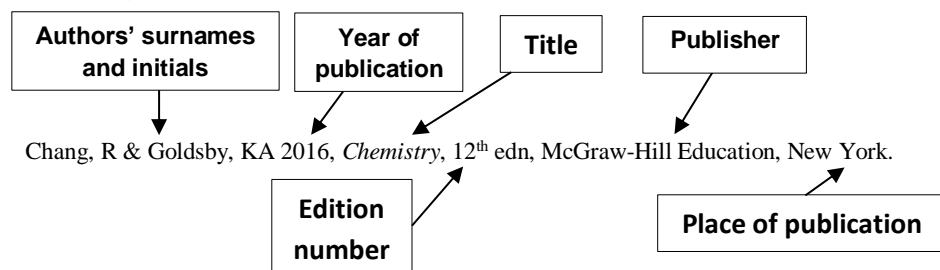 Authors' surnames
and initials
Year of
publication
Title
Publisher
Chang, R & Goldsby, KA 2016, Chemistry, 12th edn, McGraw-Hill Education, New York.
Edition
number
Place of publication